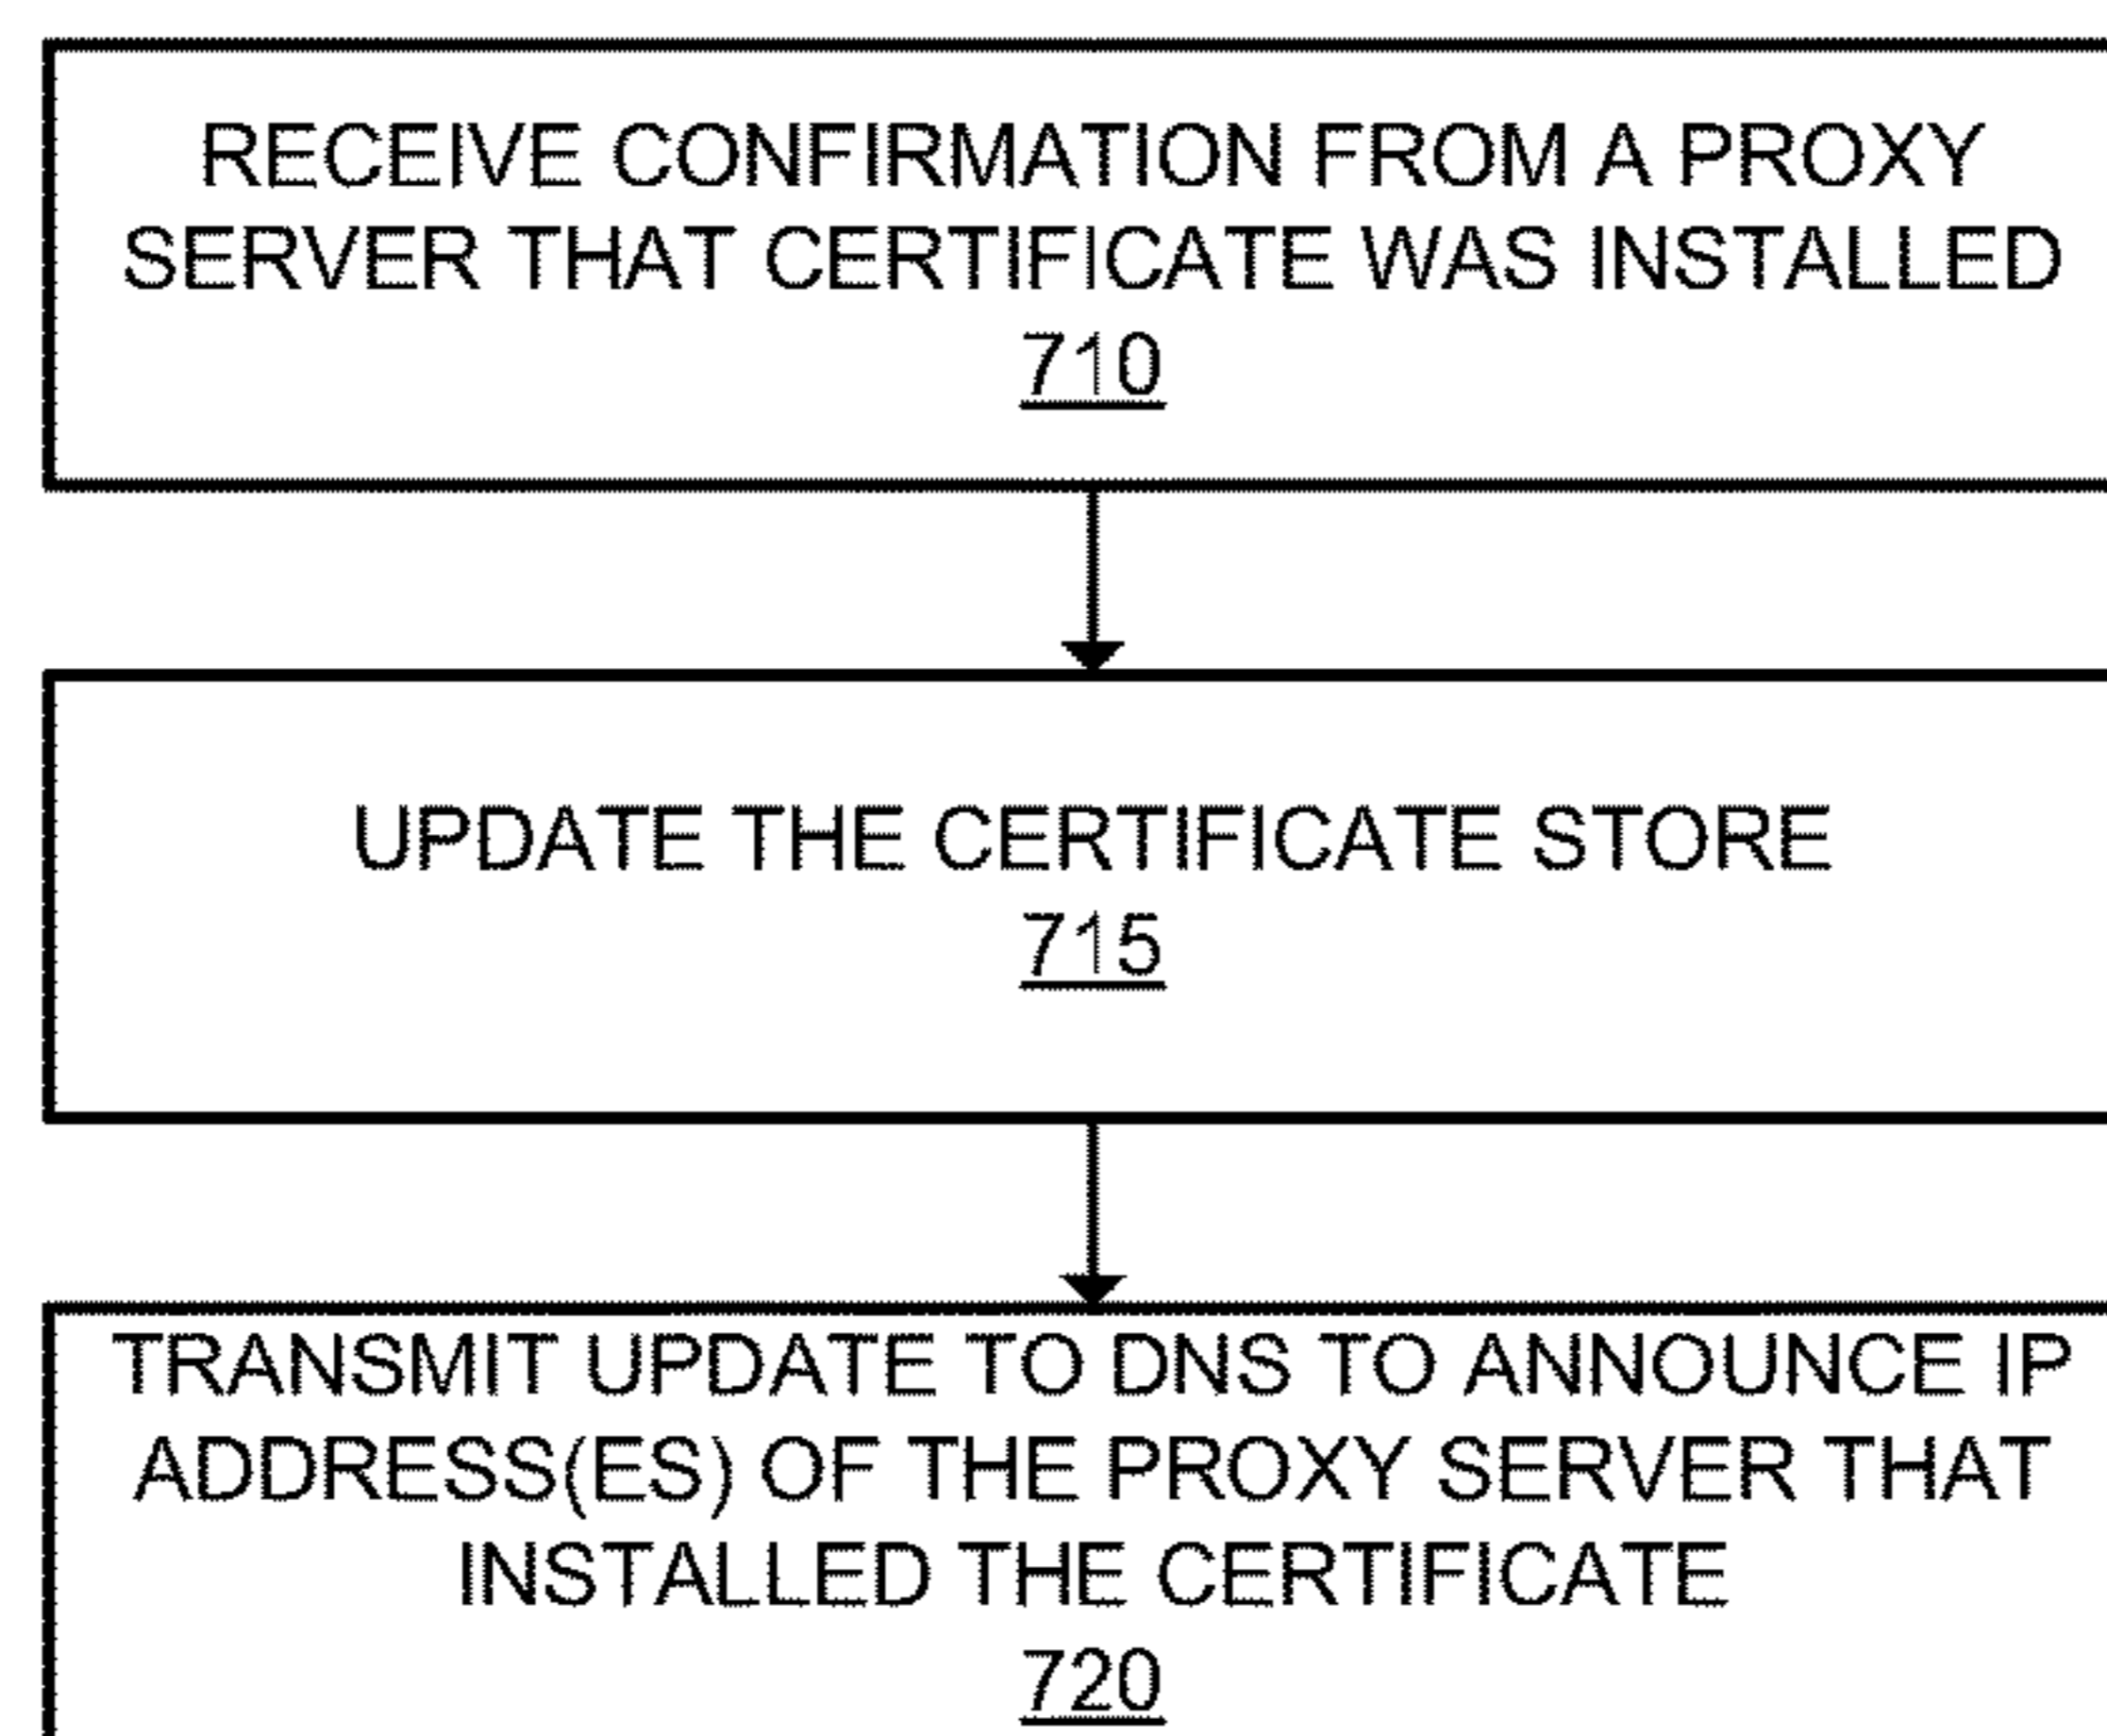 RECEIVE CONFIRMATION FROM A PROXY
SERVER THAT CERTIFICATE WAS INSTALLED
710
UPDATE THE CERTIFICATE STORE
715
TRANSMIT UPDATE TO DNS TO ANNOUNCE IP
ADDRESS(ES) OF THE PROXY SERVER THAT
INSTALLED THE CERTIFICATE
720